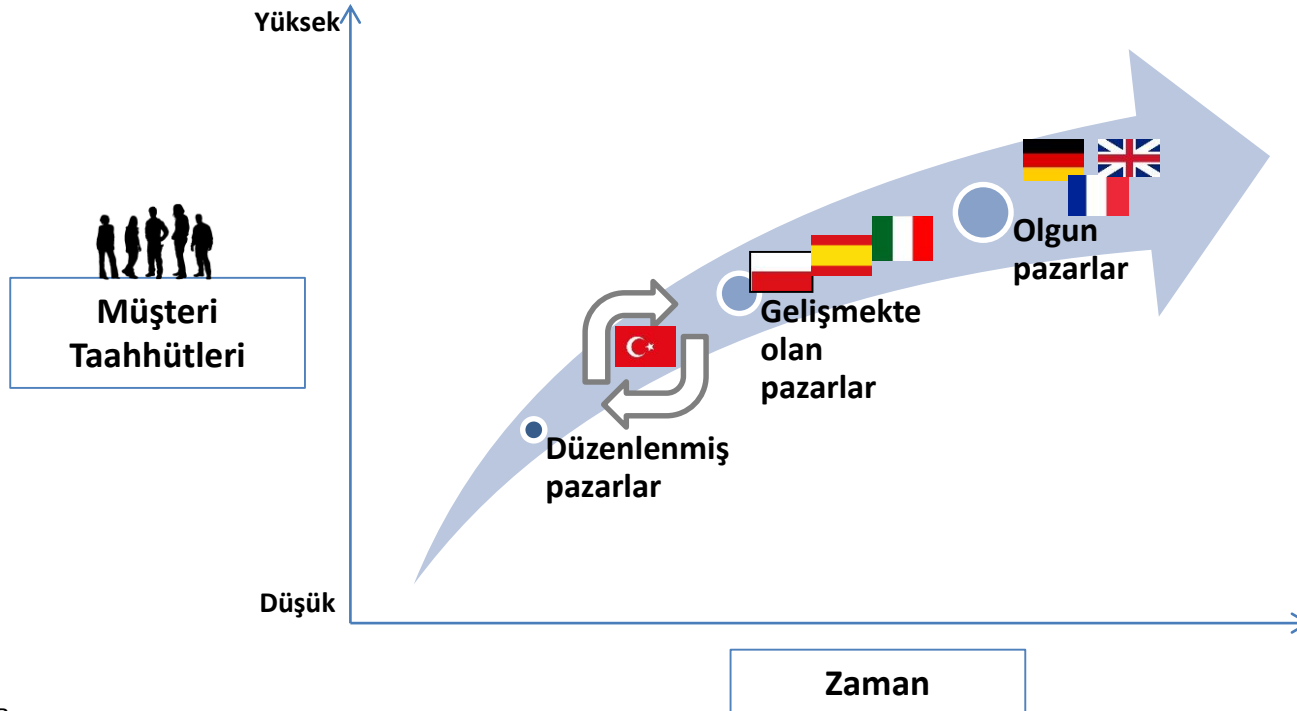 Yüksek
Müşteri
Taahhütleri
Olgun
pazarlar
Gelişmekte
olan
pazarlar
Düzenlenmiş
pazarlar
Düşük
Zaman